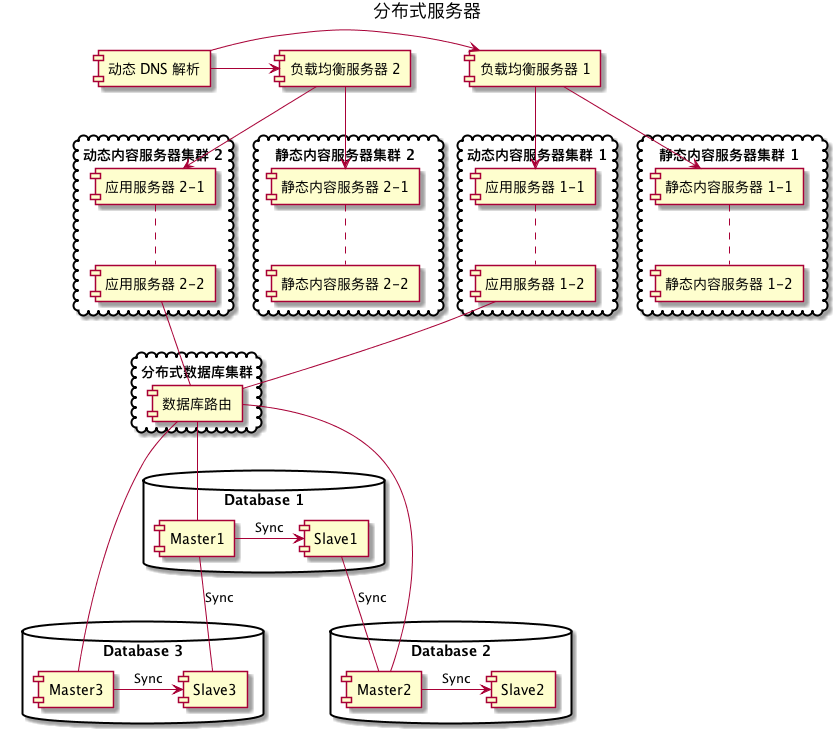 分布式服务器
动态 DNS 解析
负载均衡服务器 2
负载均衡服务器 1
动态内容服务器集群 2
静态内容服务器集群 2
动态内容服务器集群 1
静态内容服务器集群 1
应用服务器 2-1
静态内容服务器 2-1
应用服务器 1-1
静态内容服务器 1-1
应用服务器 2-2
静态内容服务器 2-2
应用服务器 1-2
静态内容服务器 1-2
分布式数据库集群
数据库路由
Database 1
Master1
Sync
Slave1
Sync
Sync
Database 3
Database 2
Master3
Sync
Slave3
Master2
Sync
Slave2